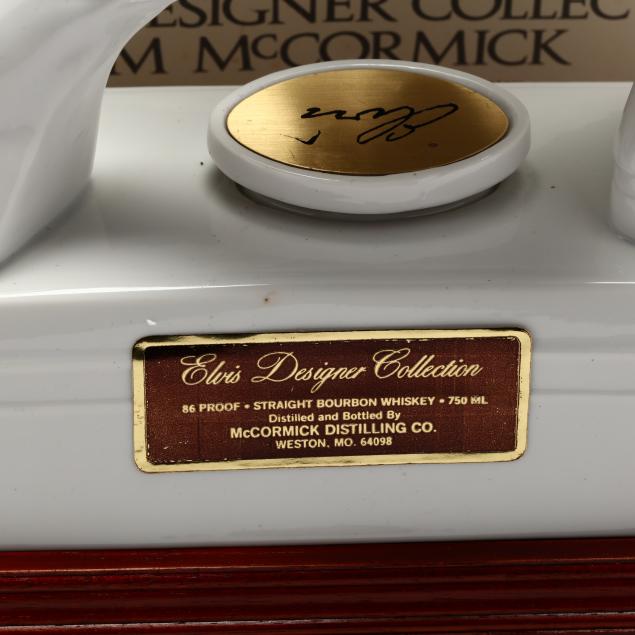 ESIGNER COLLEC
M MCCORMICK
Elvis
Elvis Designer Collection
86 PROOF • STRAIGHT BOURBON WHISKEY • 750 ML
Distilled and Bottled By
McCORMICK DISTILLING CO.
WESTON, MO. 64098